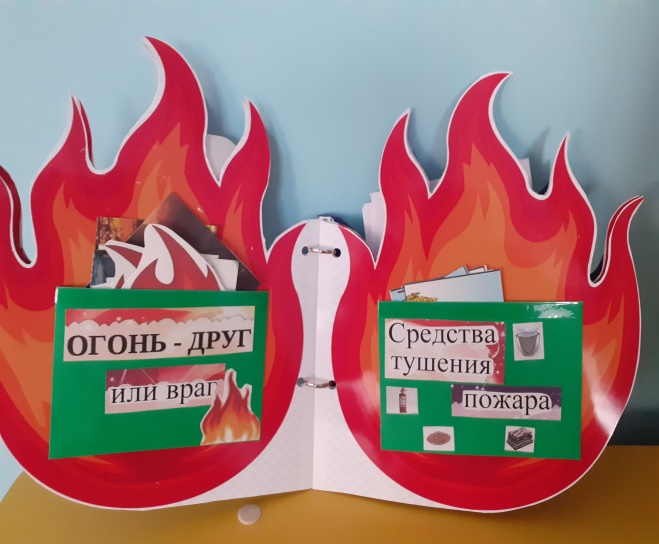 ОГОНЬ - ДРУГ
или враг
Средства
тушения
пожара